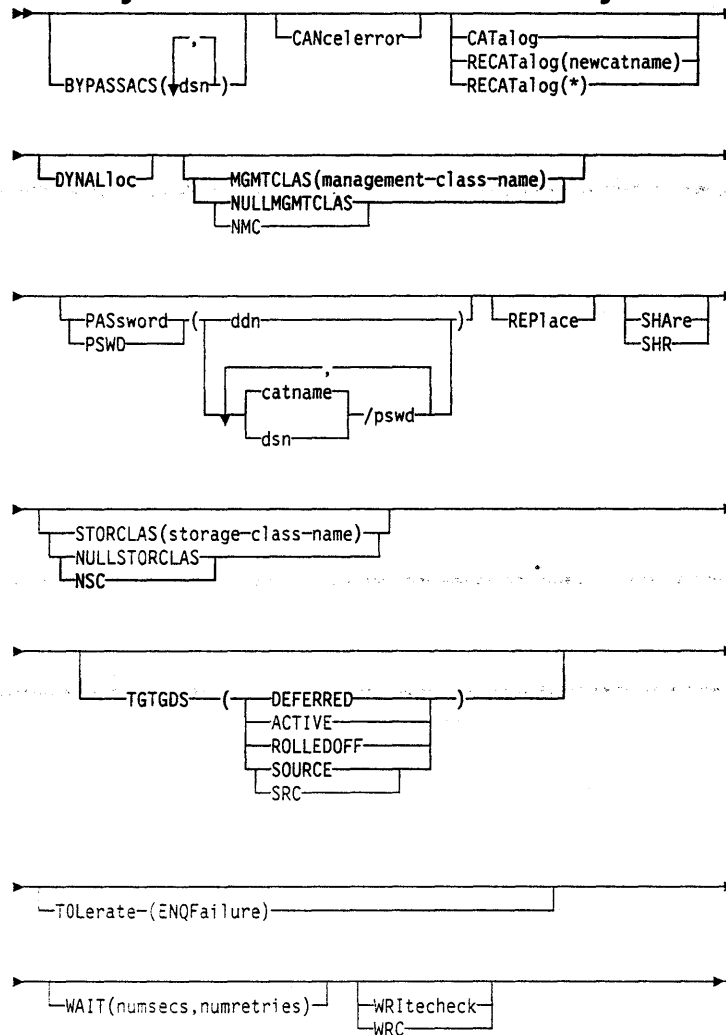 CANcelerror
CATalog
RECATalog(newcatname)
RECATalog(*)
,
BYPASSACS( dsn )
DYNALloc
MGMTCLAS(management-class-name)
NULLMGMTCLAS
NMC
PASsword ( ddn )
PSWD
REPlace
SHAre
SHR
,
catname
dsn
/pswd
STORCLAS(storage-class-name)
NULLSTORCLAS
NSC
TGTGDS ( DEFERRED )
ACTIVE
ROLLEDOFF
SOURCE
SRC
TOLerate (ENQFailure)
WAIT(numsecs,numretries)
WRItecheck
WRC